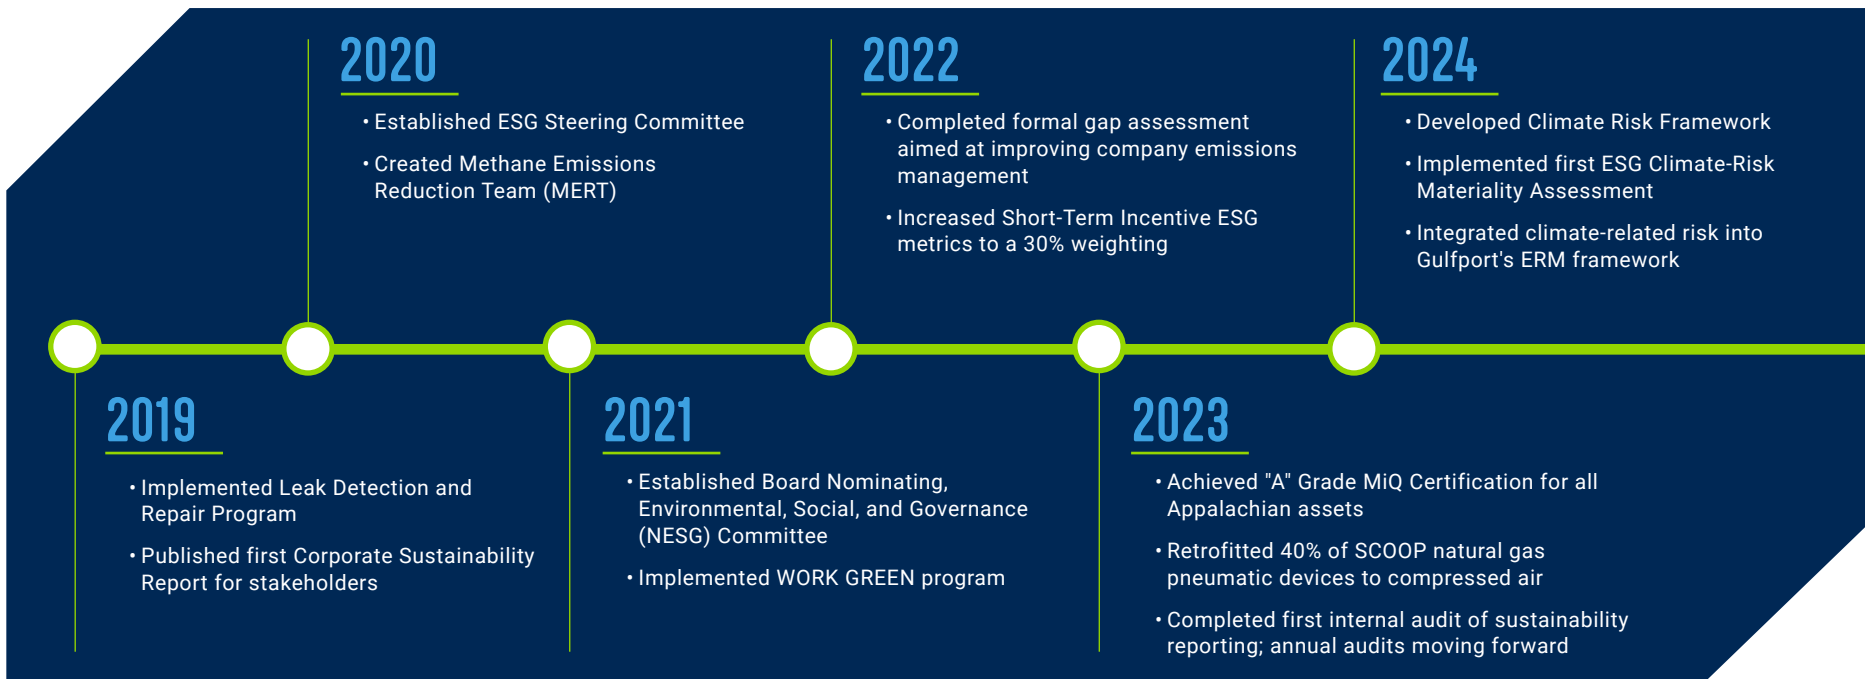 2020
• Established ESG Steering Committee
• Created Methane Emissions
Reduction Team (MERT)
2022
• Completed formal gap assessment
aimed at improving company emissions
management
• Increased Short-Term Incentive ESG
metrics to a 30% weighting
2024
• Developed Climate Risk Framework
• Implemented first ESG Climate-Risk
Materiality Assessment
• Integrated climate-related risk into
Gulfport's ERM framework
2019
• Implemented Leak Detection and
Repair Program
• Published first Corporate Sustainability
Report for stakeholders
2021
• Established Board Nominating,
Environmental, Social, and Governance
(NESG) Committee
• Implemented WORK GREEN program
2023
• Achieved "A" Grade MiQ Certification for all
Appalachian assets
• Retrofitted 40% of SCOOP natural gas
pneumatic devices to compressed air
• Completed first internal audit of sustainability
reporting; annual audits moving forward